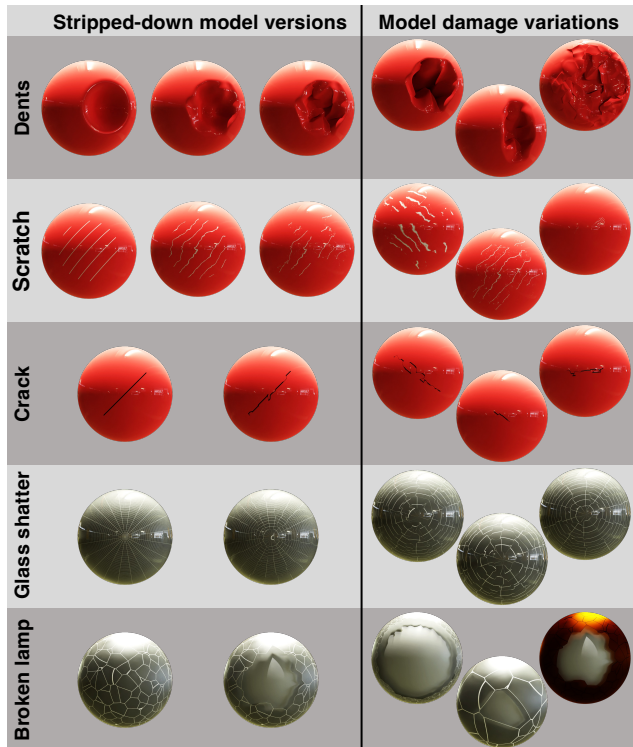 Stripped-down model versions
Model damage variations
Dents
Scratch
Crack
Glass shatter
Broken lamp